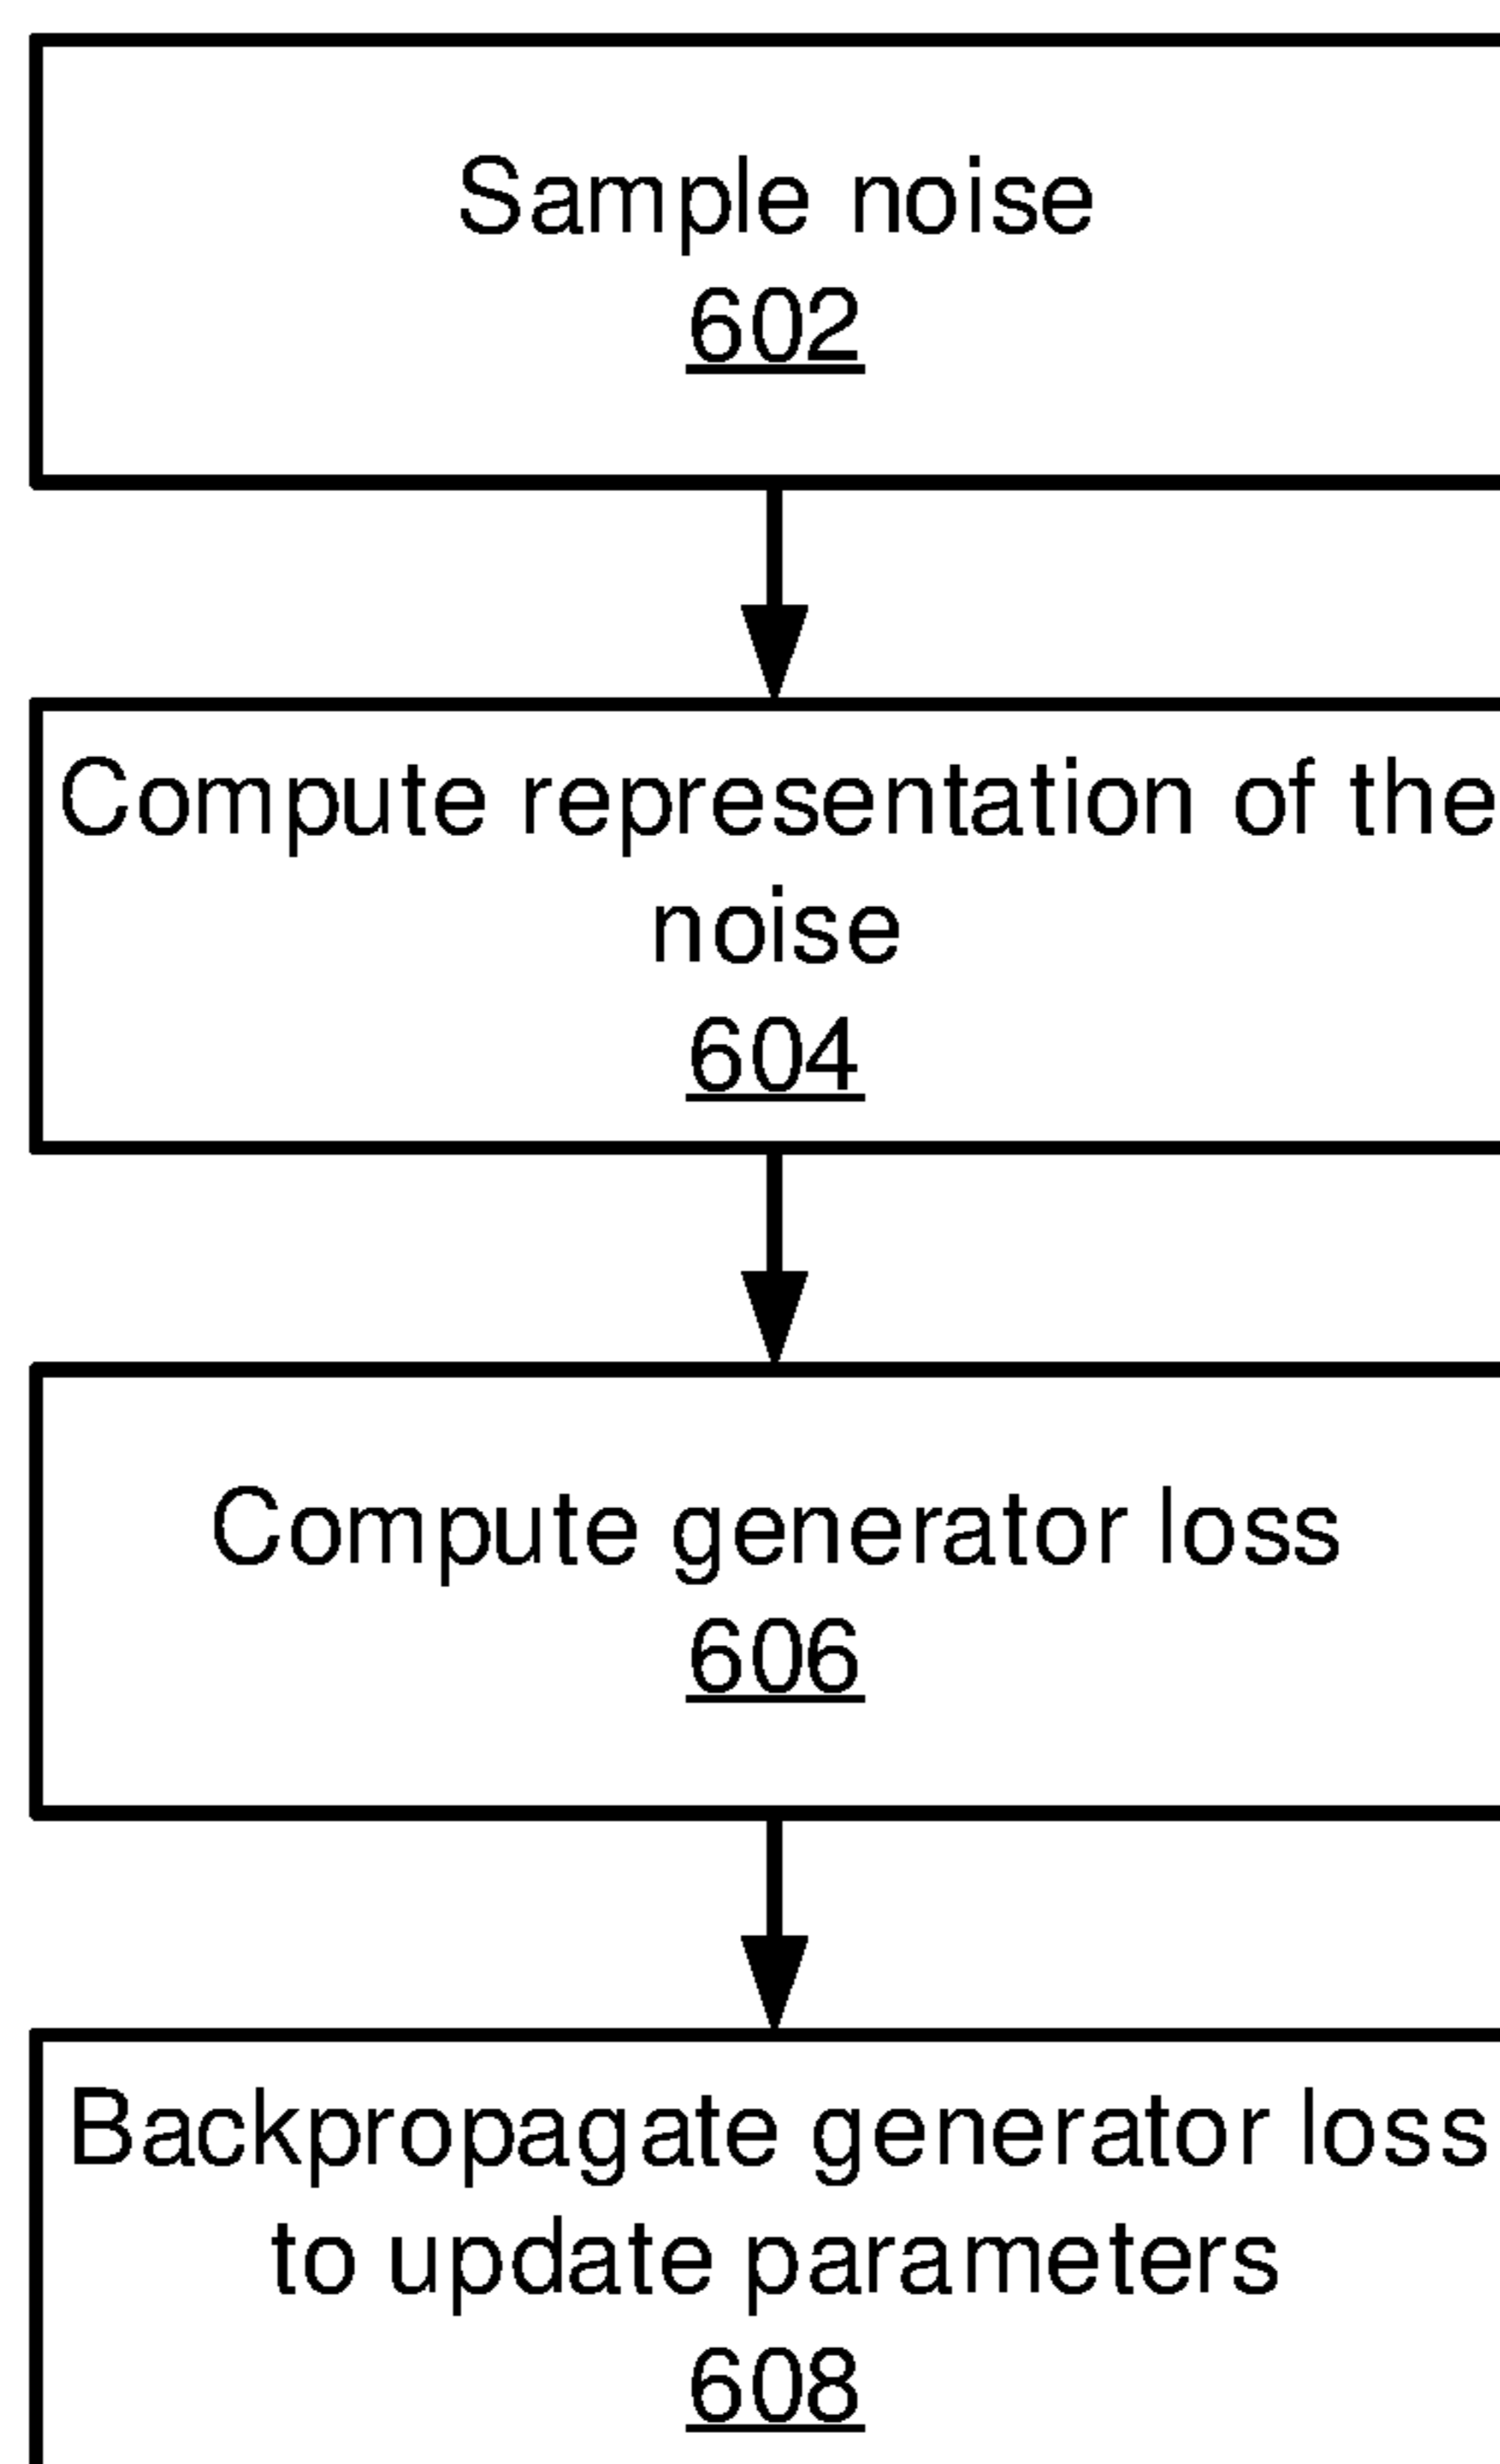 Sample noise
602
Compute representation of the
noise
604
Compute generator loss
606
Backpropagate generator loss
to update parameters
608